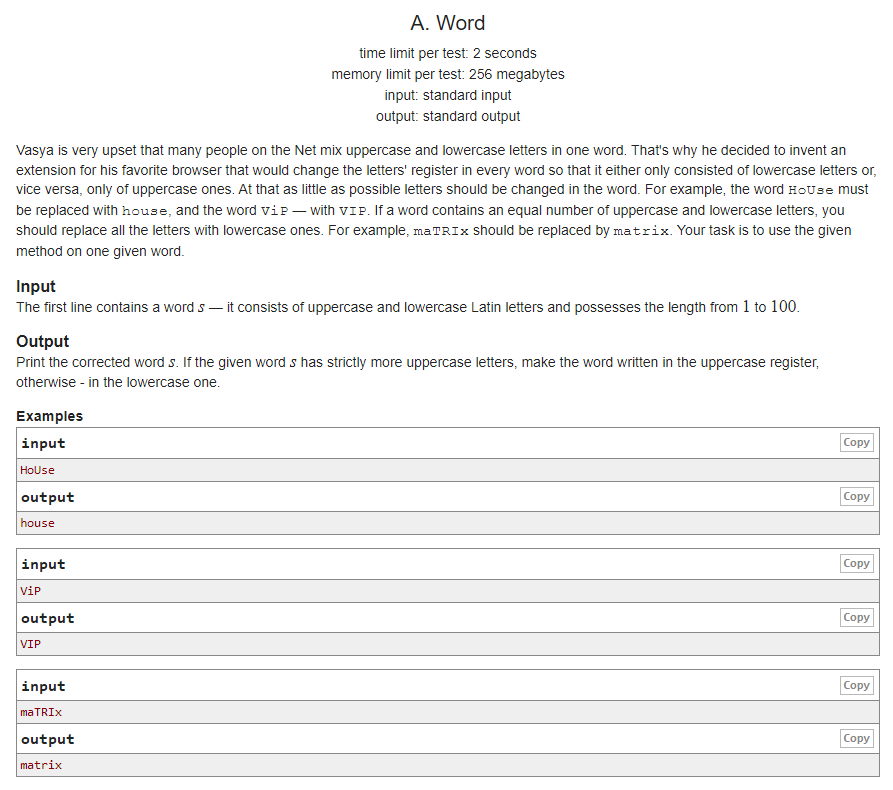 A. Word
time limit per test: 2 seconds
memory limit per test: 256 megabytes
input: standard input
output: standard output
Vasya is very upset that many people on the Net mix uppercase and lowercase letters in one word. That's why he decided to invent an
extension for his favorite browser that would change the letters' register in every word so that it either only consisted of lowercase letters or,
vice versa, only of uppercase ones. At that as little as possible letters should be changed in the word. For example, the word HoUse must
be replaced with house, and the word ViP — with VIP. If a word contains an equal number of uppercase and lowercase letters, you
should replace all the letters with lowercase ones. For example, maTRIx should be replaced by matrix. Your task is to use the given
method on one given word.
Input
The first line contains a word s — it consists of uppercase and lowercase Latin letters and possesses the length from 1 to 100.
Output
Print the corrected word s. If the given word s has strictly more uppercase letters, make the word written in the uppercase register,
otherwise - in the lowercase one.
Examples
input Copy
HoUse
output Copy
house
input Copy
ViP
output Copy
VIP
input Copy
maTRIx
output Copy
matrix